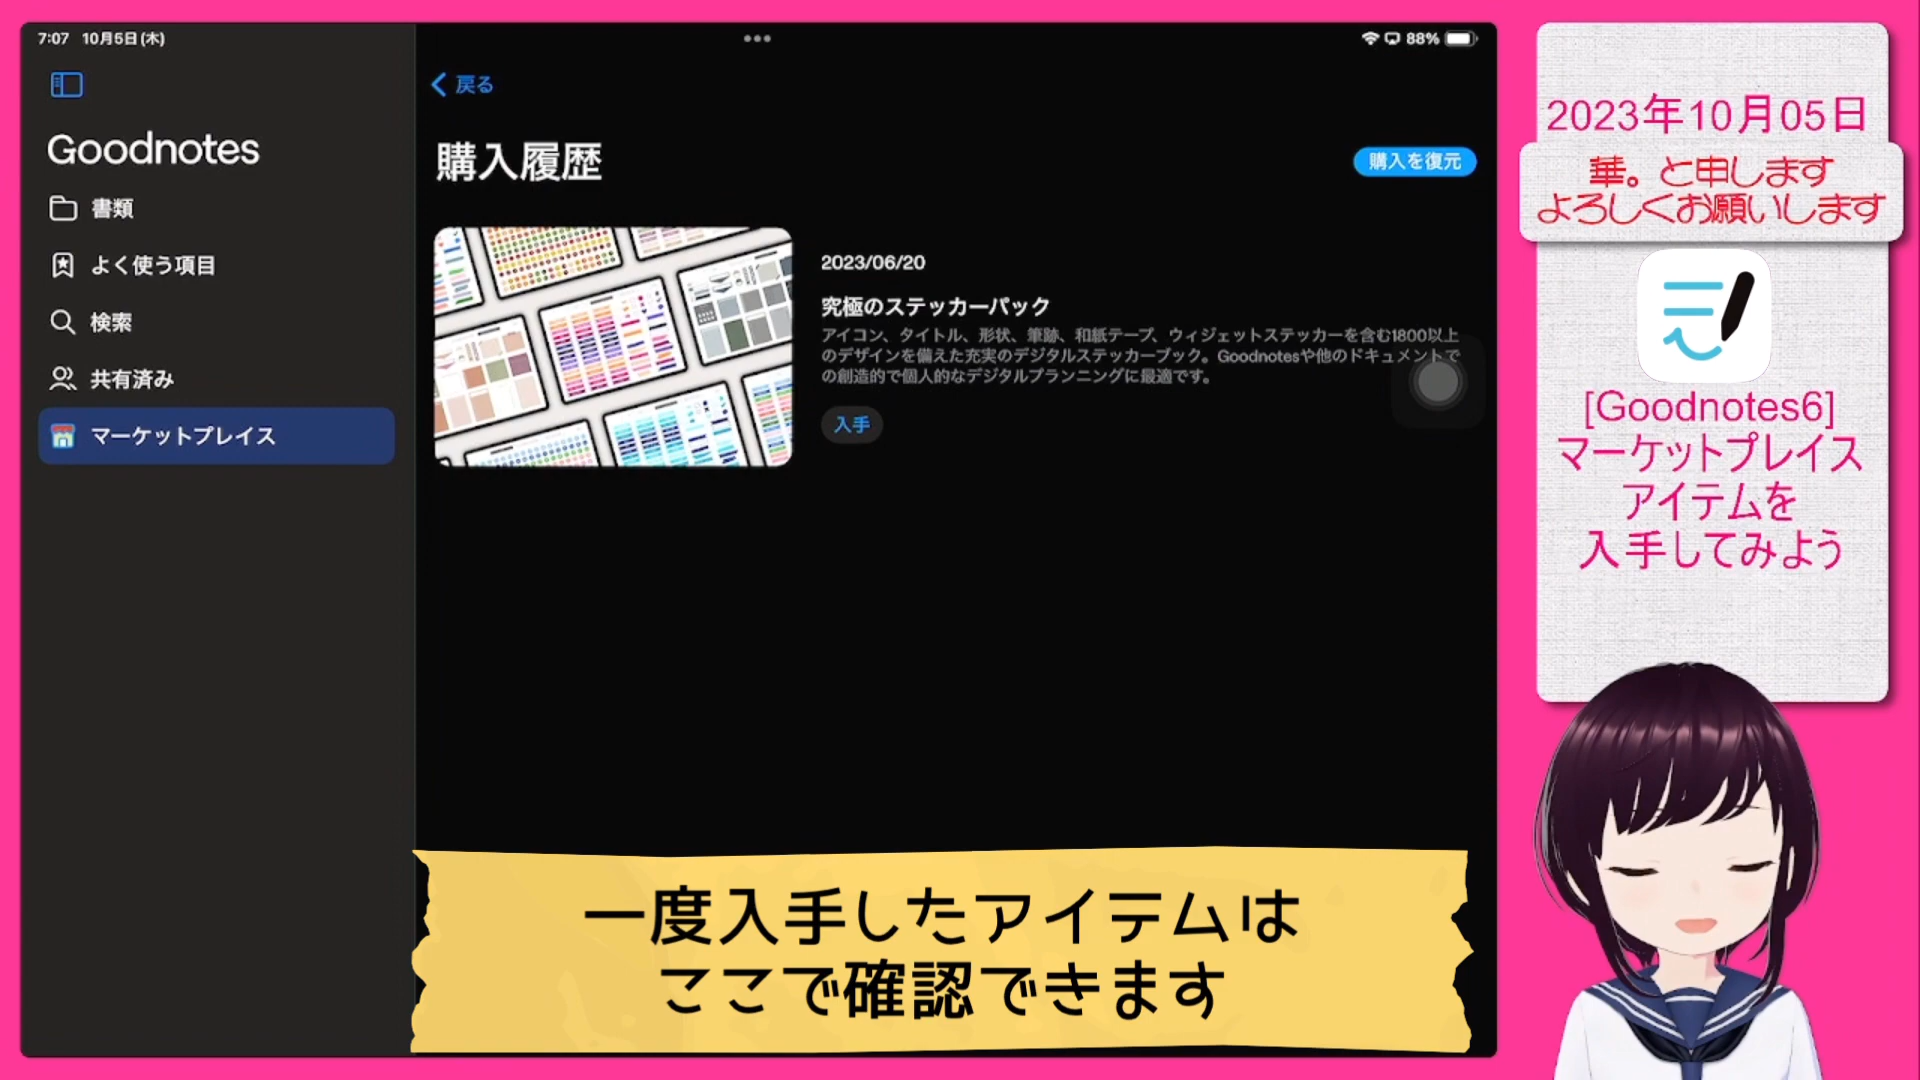 7:07 10月5日(木)
88%
Goodnotes
書類
よく使う項目
検索
共有済み
マーケットプレイス
戻る
購入履歴
購入を復元
2023/06/20
究極のステッカーパック
アイコン、タイトル、形状、筆跡、和紙テープ、ウィジェットステッカーを含む1800以上
のデザインを備えた充実のデジタルステッカーブック。Goodnotesや他のドキュメントで
の創造的で個人的なデジタルプランニングに最適です。
入手
一度入手したアイテムは
ここで確認できます
2023年10月05日
華。と申します
よろしくお願いします
[Goodnotes6]
マーケットプレイス
アイテムを
入手してみよう